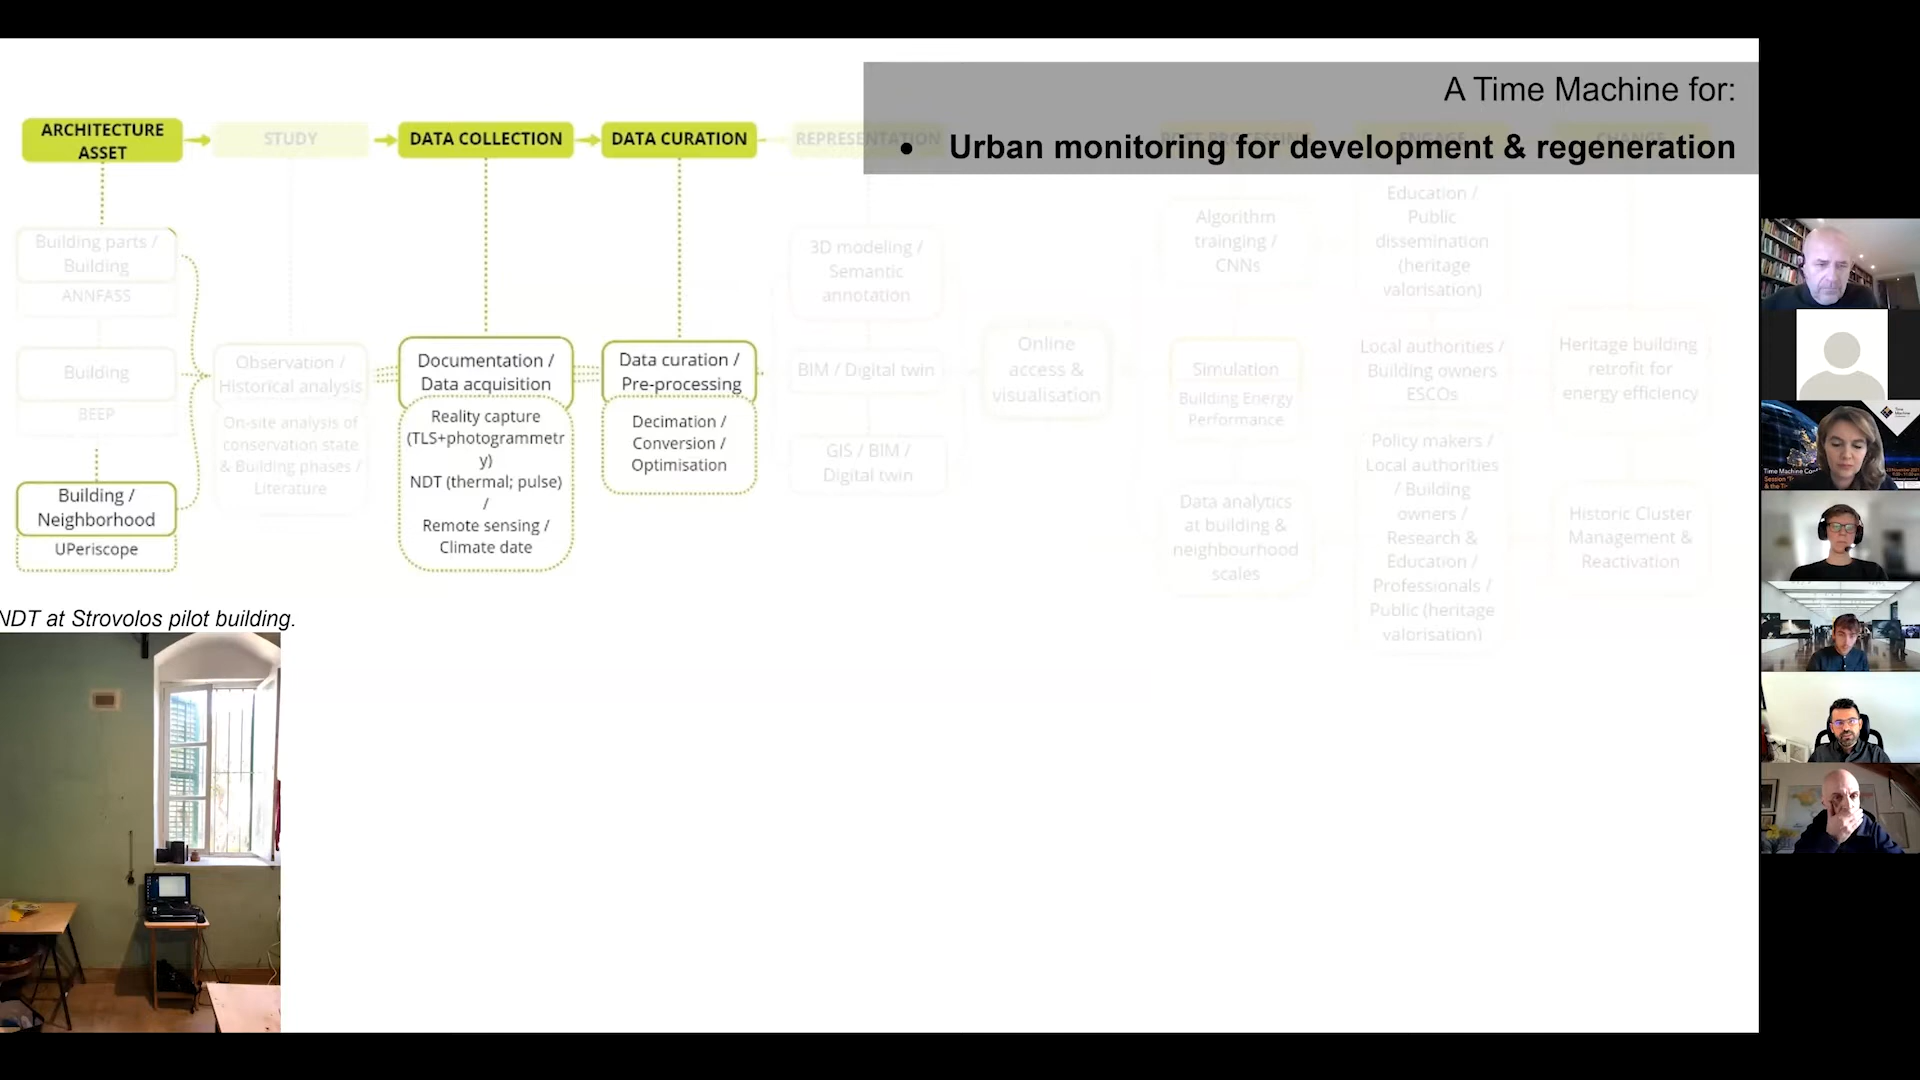 A Time Machine for:
• Urban monitoring for development & regeneration
ARCHITECTURE
ASSET
STUDY
DATA COLLECTION
DATA CURATION
REPRESENTATION
POST-PROCESSING
ENGAGE
CHANGE
Building parts /
Building
ANNFASS
Building
BEEP
Building /
Neighborhood
UPeriscope
Observation /
Historical analysis
On-site analysis of
conservation state
& Building phases /
Literature
Documentation /
Data acquisition
Reality capture
(TLS+photogrammetr
y)
NDT (thermal; pulse)
/
Remote sensing /
Climate date
Data curation /
Pre-processing
Decimation /
Conversion /
Optimisation
3D modeling /
Semantic
annotation
BIM / Digital twin
GIS / BIM /
Digital twin
Online
access &
visualisation
Algorithm
trainging /
CNNs
Simulation
Building Energy
Performance
Data analytics
at building &
neighbourhood
scales
Education /
Public
dissemination
(heritage
valorisation)
Local authorities /
Building owners
ESCOs
Policy makers /
Local authorities
/ Building
owners /
Research &
Education /
Professionals /
Public (heritage
valorisation)
Heritage building
retrofit for
energy efficiency
Historic Cluster
Management &
Reactivation
NDT at Strovolos pilot building.